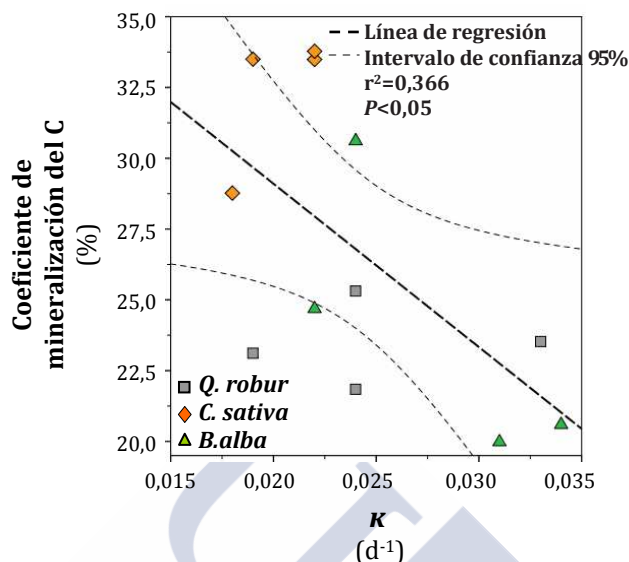 35,0
32,5
30,0
27,5
25,0
22,5
20,0
Coeficiente de
mineralización del C
(%)
Línea de regresión
Intervalo de confianza 95%
r²=0,366
P<0,05
Q. robur
C. sativa
B.alba
0,015
0,020
0,025
0,030
0,035
κ
(d⁻¹)